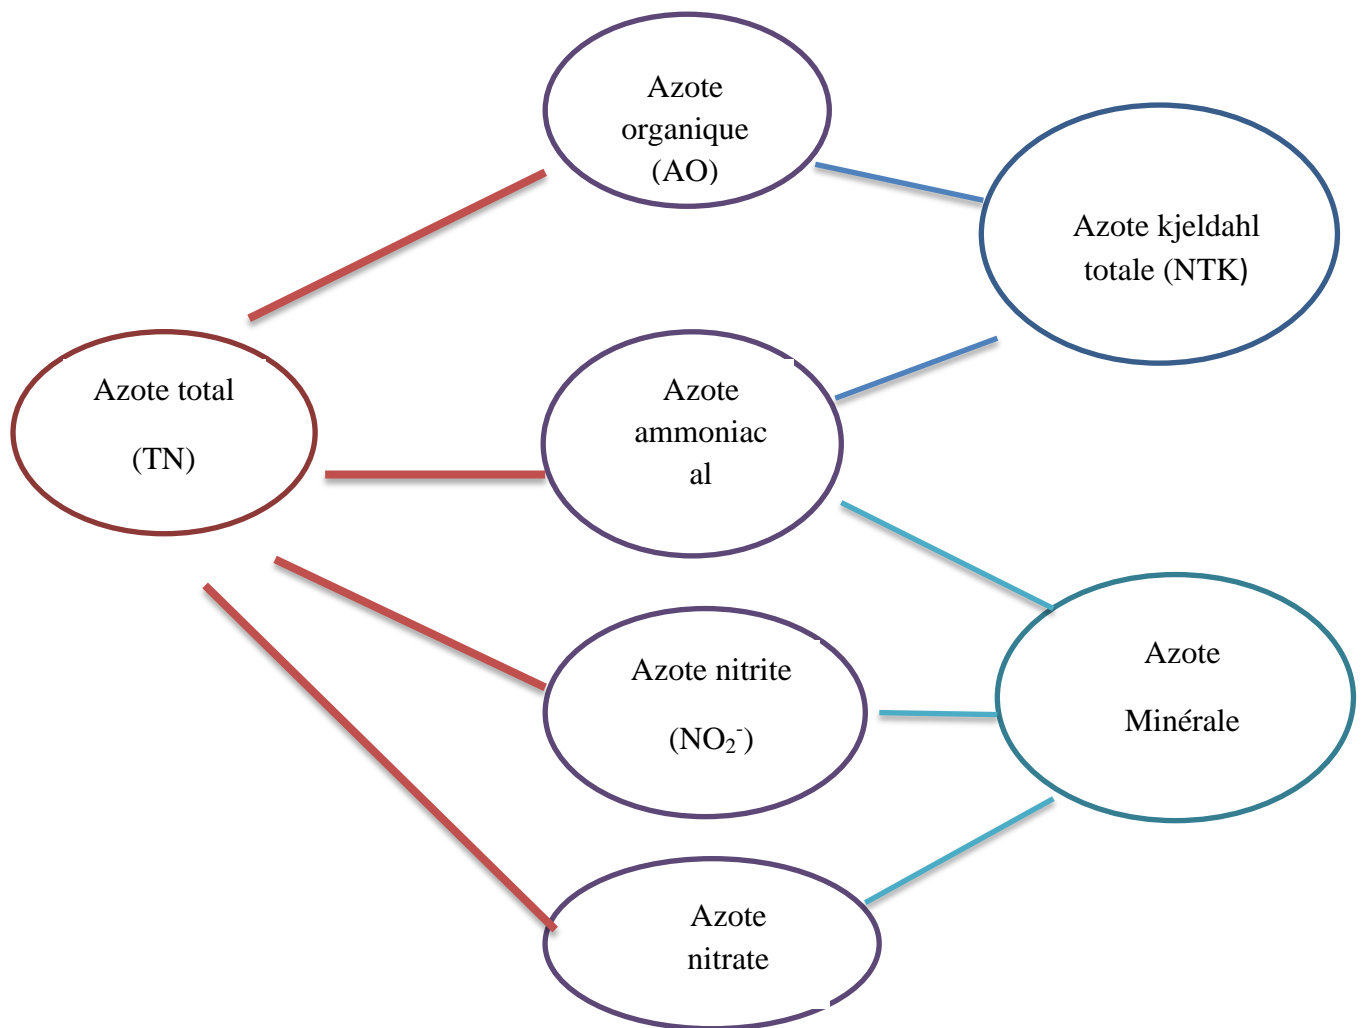 Azote
organique
(AO)
Azote kjeldahl
totale (NTK)
Azote total
(TN)
Azote
ammoniac
al
Azote nitrite
(NO₂⁻)
Azote
Minérale
Azote
nitrate